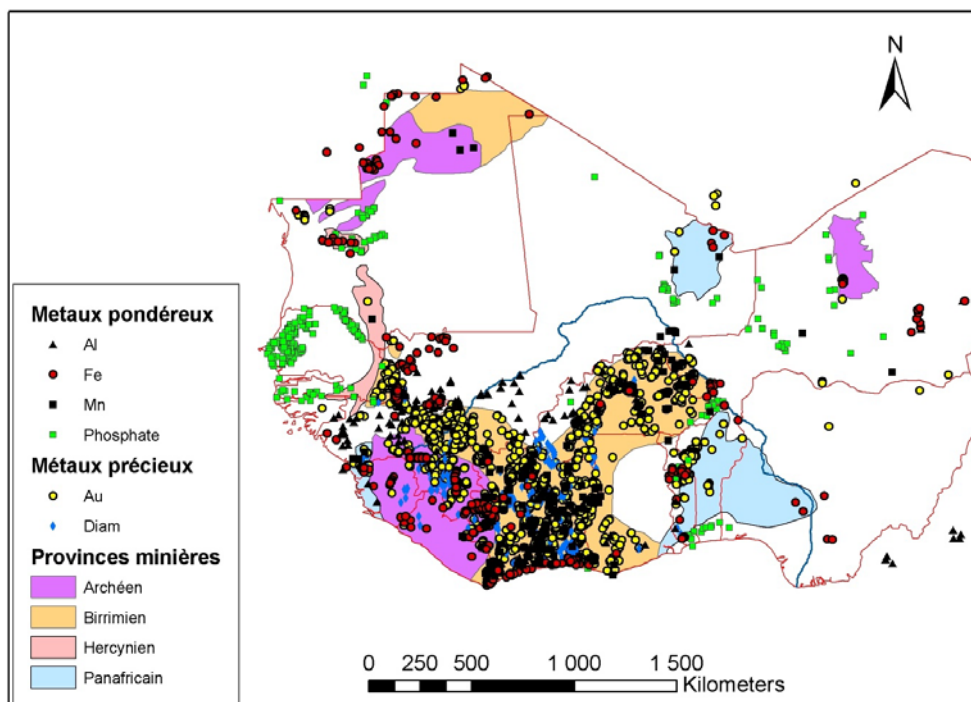 N
Metaux pondéreux
Al
Fe
Mn
Phosphate
Métaux précieux
Au
Diam
Provinces minières
Archéen
Birrimien
Hercynien
Panafricain
0 250 500 1 000 1 500
Kilometers